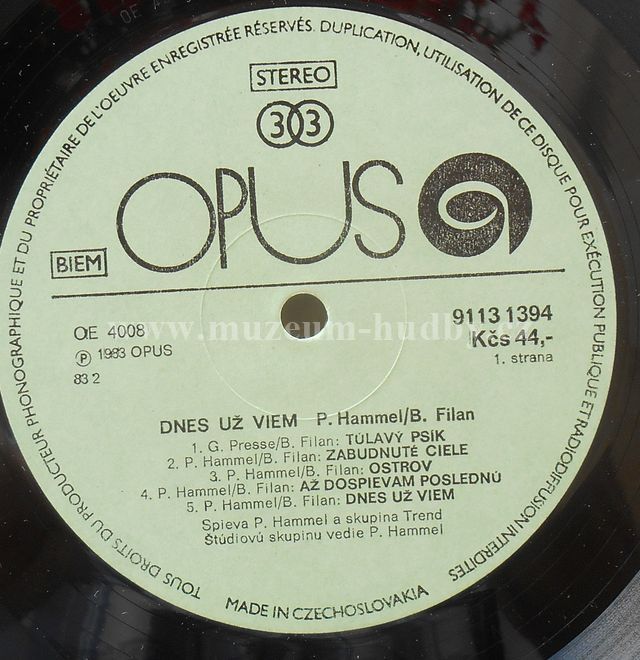 TOUS DROITS DU PRODUCTEUR PHONOGRAPHIQUE ET DU PROPRIÉTAIRE DE L'OEUVRE ENREGISTRÉE RÉSERVÉS. DUPLICATION, UTILISATION DE CE DISQUE POUR EXÉCUTION PUBLIQUE ET RADIODIFFUSION INTERDITES
STEREO
33
OPUS
BIEM
OE 4008
9113 1394
℗ 1983 OPUS
Kčs 44,-
83 2
1. strana
www.muzeum-hudby.cz
DNES UŽ VIEM P. Hammel/B. Filan
1. G. Presse/B. Filan: TÚLAVÝ PSÍK
2. P. Hammel/B. Filan: ZABUDNUTÉ CIELE
3. P. Hammel/B. Filan: OSTROV
4. P. Hammel/B. Filan: AŽ DOSPIEVAM POSLEDNÚ
5. P. Hammel/B. Filan: DNES UŽ VIEM
Spieva P. Hammel a skupina Trend
Štúdiovú skupinu vedie P. Hammel
MADE IN CZECHOSLOVAKIA